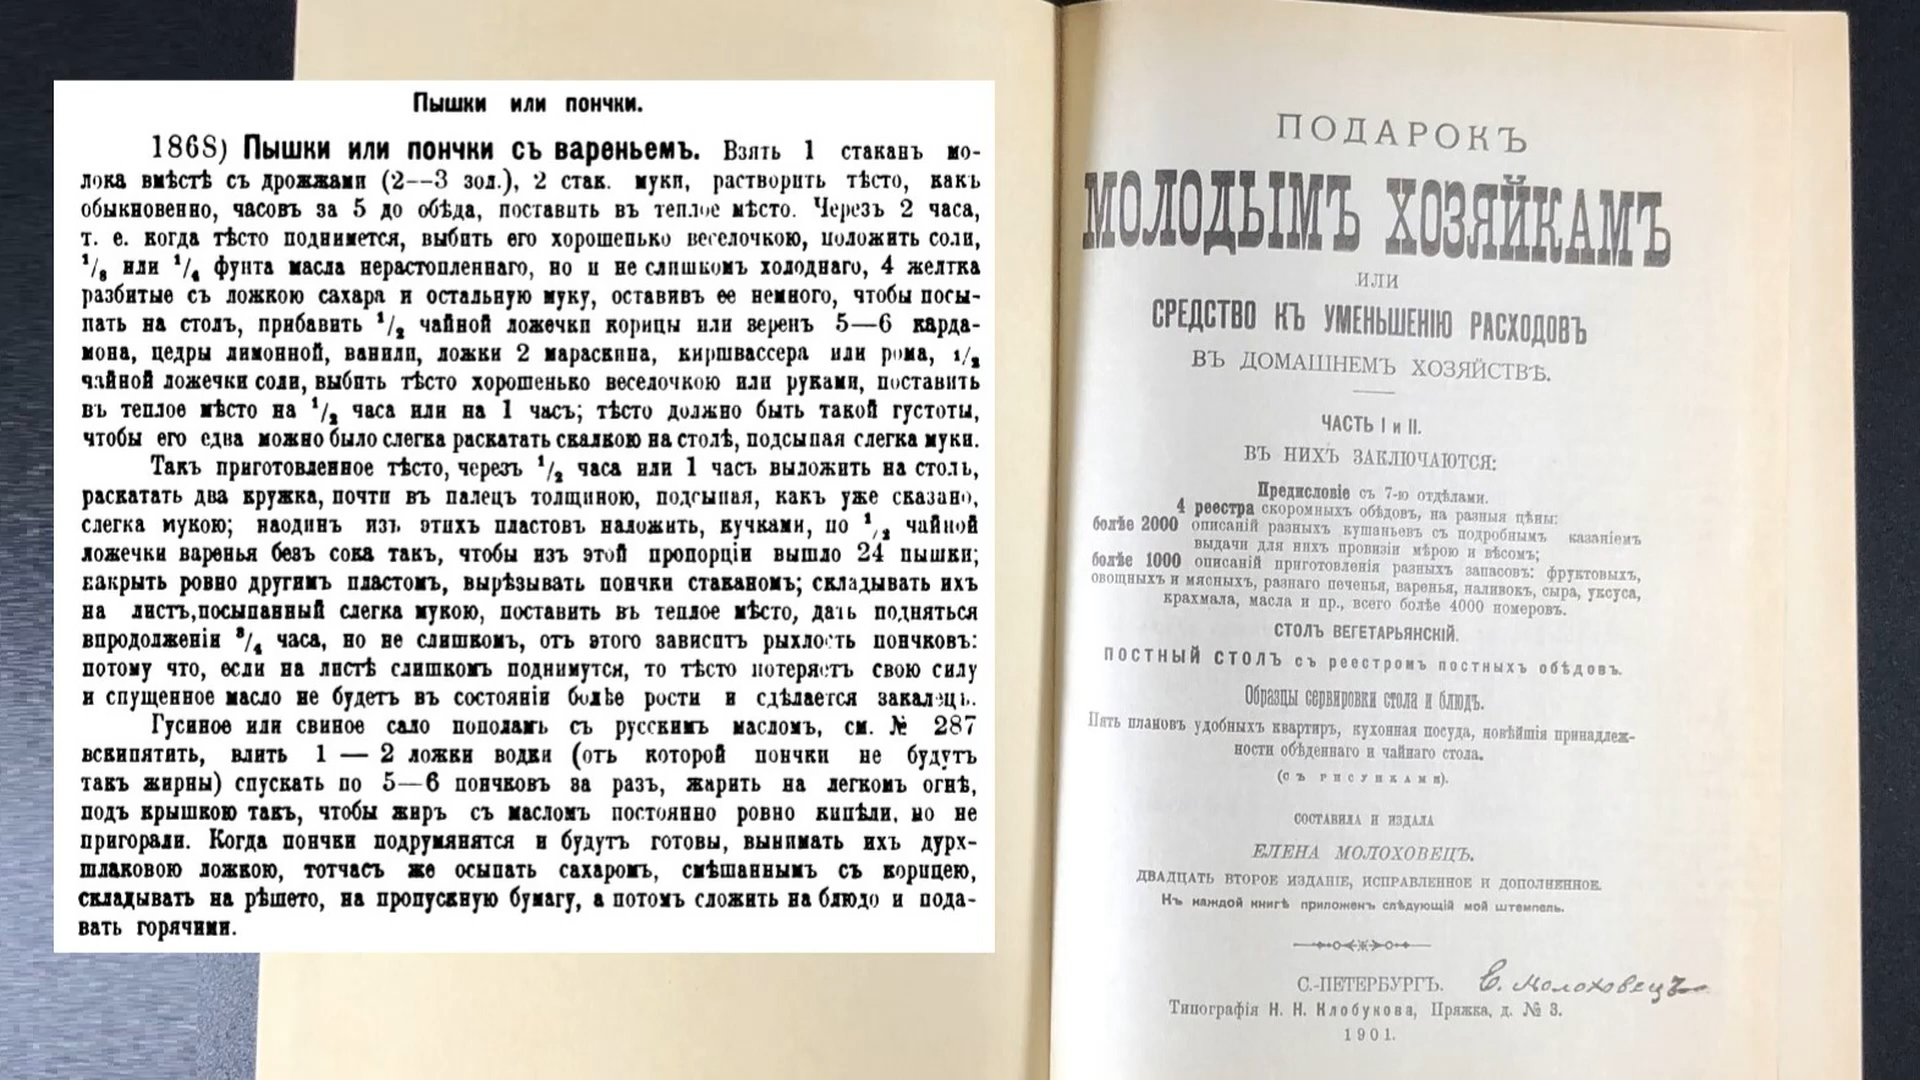 Пышки или пончки.
1868) Пышки или пончки съ вареньемъ. Взять 1 стаканъ мо-
лока вмѣстѣ съ дрожжами (2—3 зол.), 2 стак. муки, растворить тѣсто, какъ
обыкновенно, часовъ за 5 до обѣда, поставить въ теплое мѣсто. Черезъ 2 часа,
т. е. когда тѣсто поднимется, выбить его хорошенько веселочкою, положить соли,
1/8 или 1/4 фунта масла нерастопленнаго, но и не слишкомъ холоднаго, 4 желтка
разбитые съ ложкою сахара и остальную муку, оставивъ ее немного, чтобы посы-
пать на столъ, прибавить 1/2 чайной ложечки корицы или зеренъ 5—6 карда-
мона, цедры лимонной, ванили, ложки 2 мараскина, киршвассера или рома, 1/2
чайной ложечки соли, выбить тѣсто хорошенько веселочкою или руками, поставить
въ теплое мѣсто на 1/2 часа или на 1 часъ; тѣсто должно быть такой густоты,
чтобы его едва можно было слегка раскатать скалкою на столѣ, подсыпая слегка муки.
Такъ приготовленное тѣсто, черезъ 1/2 часа или 1 часъ выложить на столъ,
раскатать два кружка, почти въ палецъ толщиною, подсыпая, какъ уже сказано,
слегка мукою; наодинъ изъ этихъ пластовъ наложить, кучками, по 1/2 чайной
ложечки варенья безъ сока такъ, чтобы изъ этой пропорціи вышло 24 пышки;
накрыть ровно другимъ пластомъ, вырѣзывать пончки стаканомъ; складывать ихъ
на листъ, посыпанный слегка мукою, поставить въ теплое мѣсто, дать подняться
впродолженіи 3/4 часа, но не слишкомъ, отъ этого зависитъ рыхлость пончковъ:
потому что, если на листѣ слишкомъ поднимутся, то тѣсто потеряетъ свою силу
и спущенное масло не будетъ въ состояніи болѣе рости и сдѣлается закалецъ.
Гусиное или свиное сало пополамъ съ русскимъ масломъ, см. № 287
вскипятить, влить 1 — 2 ложки водки (отъ которой пончки не будутъ
такъ жирны) спускать по 5—6 пончковъ за разъ, жарить на легкомъ огнѣ,
подъ крышкою такъ, чтобы жиръ съ масломъ постоянно ровно кипѣли, но не
пригорали. Когда пончки подрумянятся и будутъ готовы, вынимать ихъ дурх-
шлаковою ложкою, тотчасъ же осыпать сахаромъ, смѣшаннымъ съ корицею,
складывать на рѣшето, на пропускную бумагу, а потомъ сложить на блюдо и пода-
вать горячими.
ПОДАРОКЪ
МОЛОДЫМЪ ХОЗЯЙКАМЪ
ИЛИ
СРЕДСТВО КЪ УМЕНЬШЕНІЮ РАСХОДОВЪ
ВЪ ДОМАШНЕМЪ ХОЗЯЙСТВѢ.
ЧАСТЬ I и II.
ВЪ НИХЪ ЗАКЛЮЧАЮТСЯ:
Предисловіе съ 7-ю отдѣлами.
4 реестра скоромныхъ обѣдовъ, на разныя цѣны:
болѣе 2000 описаній разныхъ кушаньевъ съ подробнымъ казаніемъ
выдачи для нихъ провизіи мѣрою и вѣсомъ;
болѣе 1000 описаній приготовленія разныхъ запасовъ: фруктовыхъ,
овощныхъ и мясныхъ, разнаго печенья, варенья, наливокъ, сыра, уксуса,
крахмала, масла и пр., всего болѣе 4000 номеровъ.
СТОЛЪ ВЕГЕТАРЬЯНСКІЙ.
ПОСТНЫЙ СТОЛЪ съ реестромъ постныхъ обѣдовъ.
Образцы сервировки стола и блюдъ.
Пять плановъ удобныхъ квартиръ, кухонная посуда, новѣйшія принадлеж-
ности обѣденнаго и чайнаго стола.
(съ рисунками).
СОСТАВИЛА И ИЗДАЛА
ЕЛЕНА МОЛОХОВЕЦЪ.
ДВАДЦАТЬ ВТОРОЕ ИЗДАНІЕ, ИСПРАВЛЕННОЕ И ДОПОЛНЕННОЕ.
Къ каждой книгѣ приложенъ слѣдующій мой штемпель.
С.-ПЕТЕРБУРГЪ. Е. Молоховецъ
Типографія Н. Н. Клобукова, Пряжка, д. № 3.
1901.